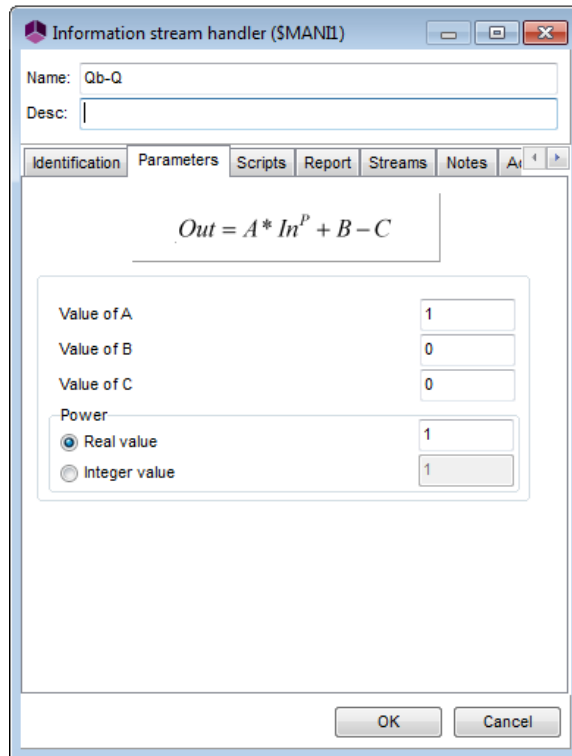 Information stream handler ($MANI1)
Name: Qb-Q
Desc:
Identification Parameters Scripts Report Streams Notes
Out = A* In^P + B − C
Value of A 1
Value of B 0
Value of C 0
Power
Real value 1
Integer value 1
OK Cancel